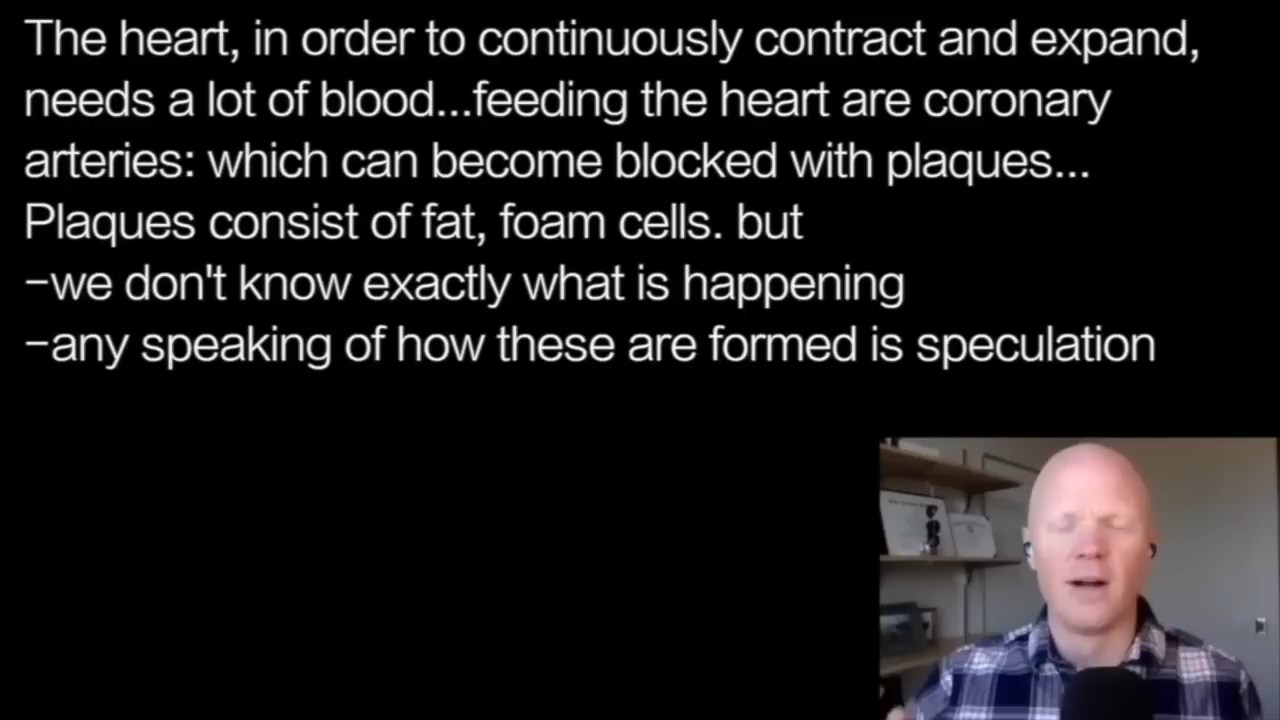 The heart, in order to continuously contract and expand,
needs a lot of blood...feeding the heart are coronary
arteries: which can become blocked with plaques...
Plaques consist of fat, foam cells. but
-we don't know exactly what is happening
-any speaking of how these are formed is speculation